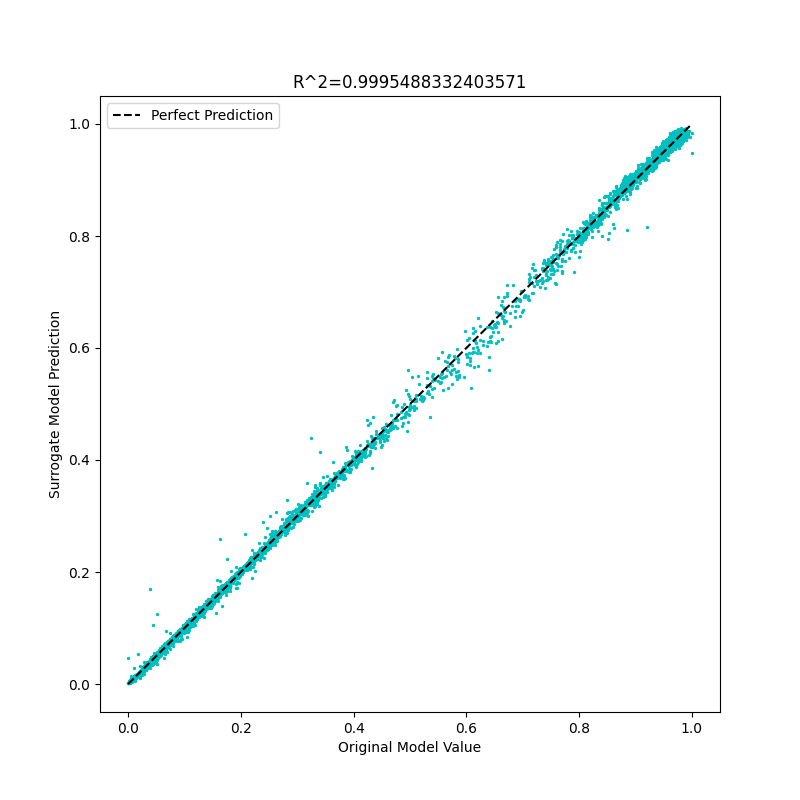 R^2=0.9995488332403571
Perfect Prediction
1.0
0.8
0.6
0.4
0.2
0.0
Surrogate Model Prediction
0.0 0.2 0.4 0.6 0.8 1.0
Original Model Value